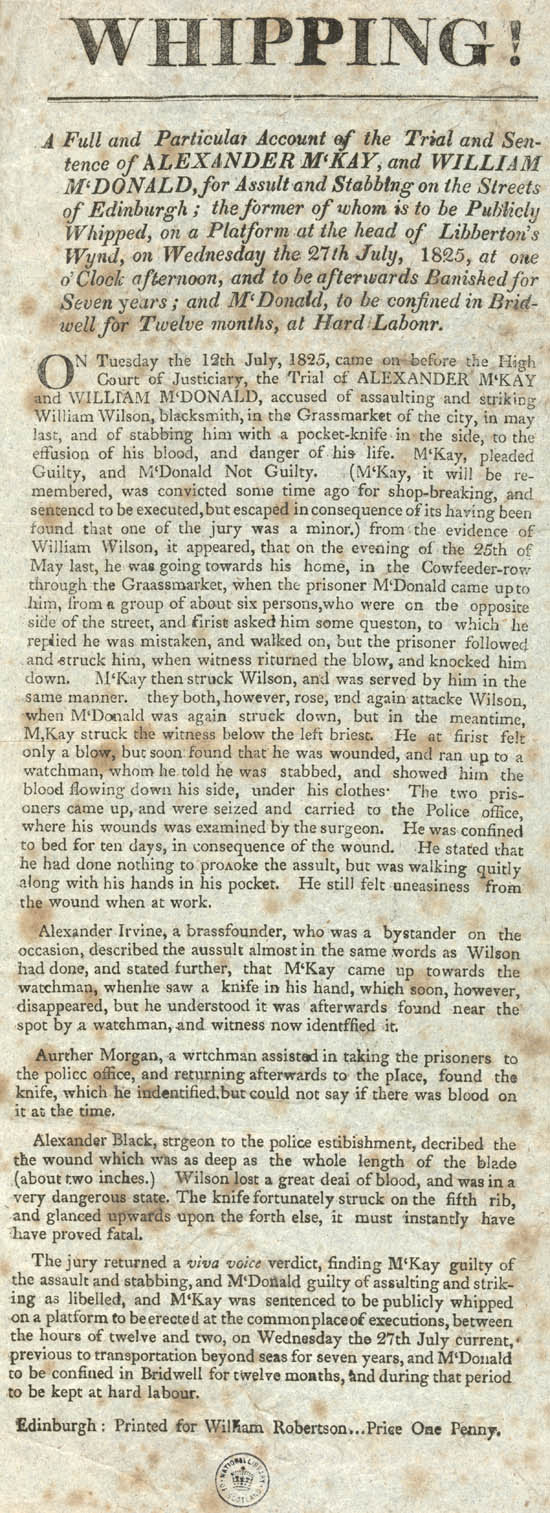 WHIPPING!
A Full and Particular Account of the Trial and Sen-
tence of ALEXANDER M'KAY, and WILLIAM
M'DONALD, for Assult and Stabbing on the Streets
of Edinburgh; the former of whom is to be Publicly
Whipped, on a Platform at the head of Libberton's
Wynd, on Wednesday the 27th July, 1825, at one
o'Clock afternoon, and to be afterwards Banished for
Seven years; and M'Donald, to be confined in Brid-
well for Twelve months, at Hard Labonr.
ON Tuesday the 12th July, 1825, came on before the High
Court of Justiciary, the Trial of ALEXANDER M'KAY
and WILLIAM M'DONALD, accused of assaulting and striking
William Wilson, blacksmith, in the Grassmarket of the city, in may
last, and of stabbing him with a pocket-knife in the side, to the
effusion of his blood, and danger of his life. M'Kay, pleaded
Guilty, and M'Donald Not Guilty. (M'Kay, it will be re-
membered, was convicted some time ago for shop-breaking, and
sentencd to be executed, but escaped in consequence of its having been
found that one of the jury was a minor.) from the evidence of
William Wilson, it appeared, that on the evening of the 25th of
May last, he was going towards his home, in the Cowfeeder-row
through the Graassmarket, when the prisoner M'Donald came up to
him, from a group of about six persons, who were on the opposite
side of the street, and firist asked him some queston, to which he
replied he was mistaken, and walked on, but the prisoner followed
and struck him, when witness riturned the blow, and knocked him
down. M'Kay then struck Wilson, and was served by him in the
same manner. they both, however, rose, end again attacke Wilson,
when M'Donald was again struck down, but in the meantime,
M,Kay struck the witness below the left briest. He at firist felt
only a blow, but soon found that he was wounded, and ran up to a
watchman, whom he told he was stabbed, and showed him the
blood flowing down his side, under his clothes· The two pris-
oners came up, and were seized and carried to the Police office,
where his wounds was examined by the surgeon. He was confined
to bed for ten days, in consequence of the wound. He stated that
he had done nothing to proʌoke the assult, but was walking quitly
along with his hands in his pocket. He still felt uneasiness from
the wound when at work.
Alexander Irvine, a brassfounder, who was a bystander on the
occasion, described the aussult almost in the same words as Wilson
had done, and stated further, that M'Kay came up towards the
watchman, whenhe saw a knife in his hand, which soon, however,
disappeared, but he understood it was afterwards found near the
spot by a watchman, and witness now identffied it.
Aurther Morgan, a wrtchman assisted in taking the prisoners to
the policc office, and returning afterwards to the place, found the
knife, which he indentified.but could not say if there was blood on
it at the time.
Alexander Black, strgeon to the police estibishment, decribed the
the wound which was as deep as the whole length of the blade
(about two inches.) Wilson lost a great deai of blood, and was in a
very dangerous state. The knife fortunately struck on the fifth rib,
and glanced upwards upon the forth else, it must instantly have
have proved fatal.
The jury returned a viva voice verdict, finding M'Kay guilty of
the assault and stabbing, and M'Donald guilty of assulting and strik-
ing as libelled, and M'Kay was sentenced to be publicly whipped
on a platform to be erected at the common place of executions, between
the hours of twelve and two, on Wednesday the 27th July current,
previous to transportation beyond seas for seven years, and M'Donald
to be confined in Bridwell for twelve months, and during that period
to be kept at hard labour.
Edinburgh: Printed for William Robertson...Price One Penny.
NATIONAL LIBRARY
OF SCOTLAND